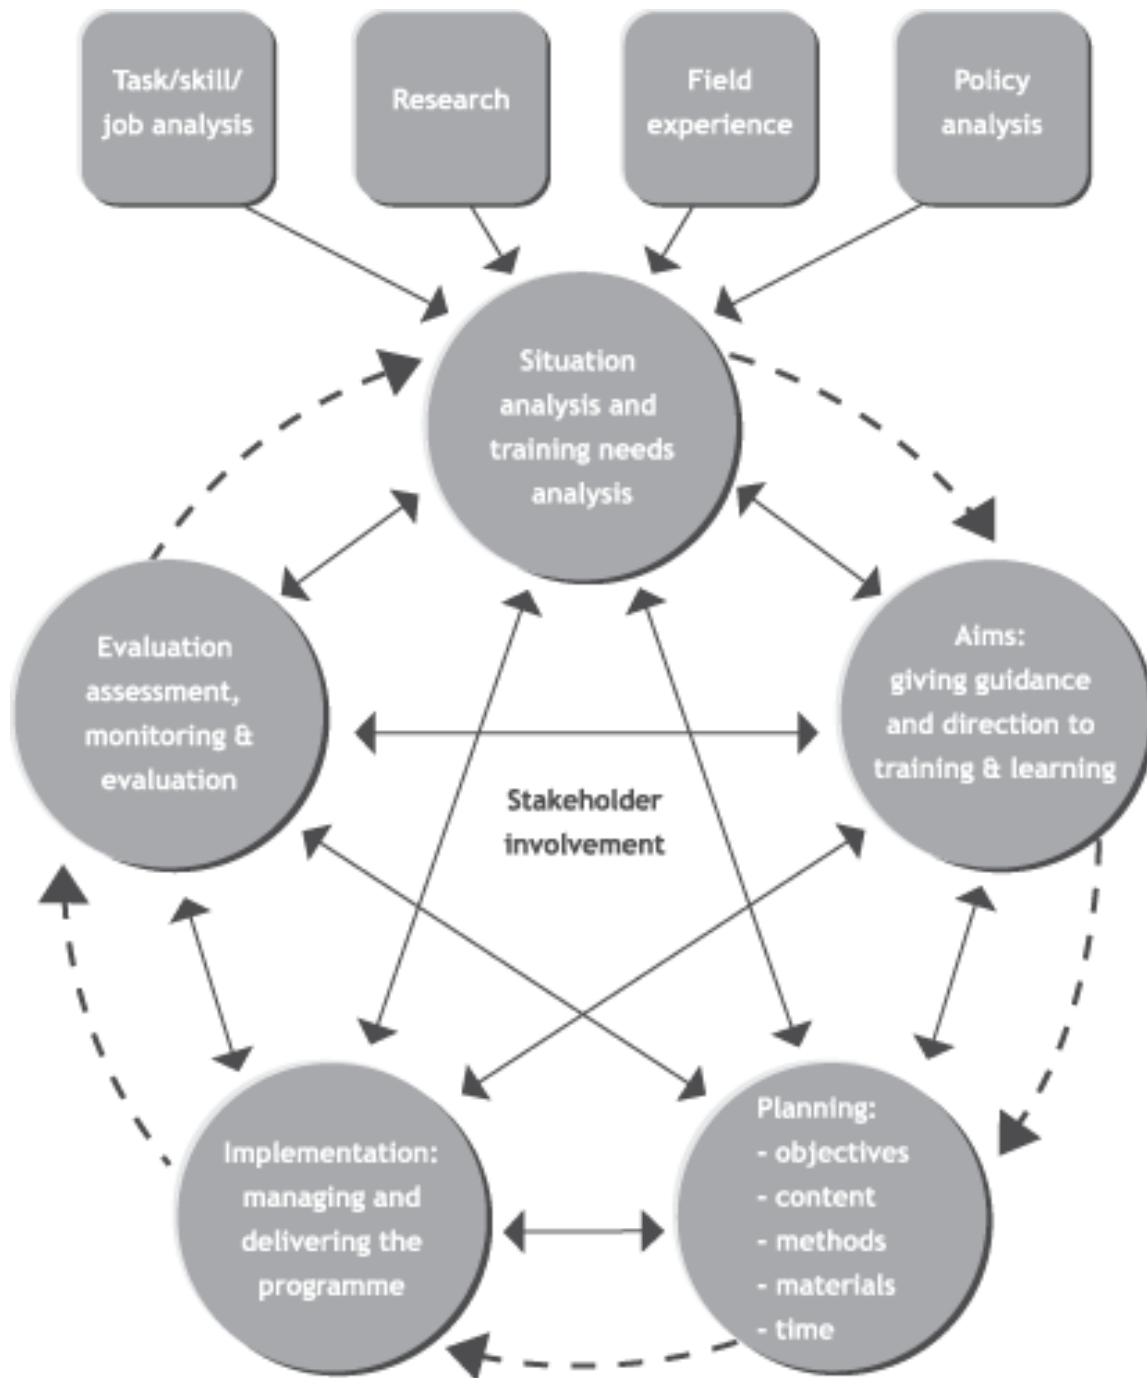 Task/skill/
job analysis
Research
Field
experience
Policy
analysis
Situation
analysis and
training needs
analysis
Evaluation
assessment,
monitoring &
evaluation
Aims:
giving guidance
and direction to
training & learning
Stakeholder
involvement
Implementation:
managing and
delivering the
programme
Planning:
- objectives
- content
- methods
- materials
- time